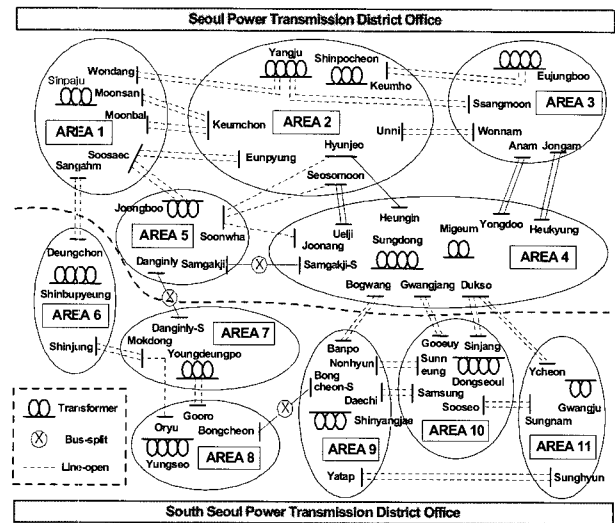 Seoul Power Transmission District Office
Yangju
Shinpocheon
Wondang
Sinpaju
Moonsan
Keumho
Eujungboo
Moonbal
Keumchon
AREA 1
AREA 2
Ssangmoon
AREA 3
Unni
Wonnam
Soosaec
Sangahm
Eunpyung
Hyunjeo
Anam
Jongam
Seosomoon
Joongboo
AREA 5
Soonwha
Heungin
Uelji
Joonang
Sungdong
Migeum
Yongdoo
Heukyung
Deungchon
Danginly
Samgakji
Samgakji-S
AREA 4
Shinbupyeung
Bogwang
Gwangjang
Dukso
AREA 6
Danginly-S
AREA 7
Shinjung
Mokdong
Youngdeungpo
Banpo
Nonhyun
Gooeuy
Sinjang
Sunn
eung
Ycheon
Bong
cheon-S
Dongseoul
Daechi
Samsung
Gwangju
Transformer
Gooro
Oryu
Bongcheon
Shinyangjae
Sooseo
Sungnam
Bus-split
AREA 8
AREA 9
AREA 10
AREA 11
Yungseo
Line-open
Yatap
Sunghyun
South Seoul Power Transmission District Office